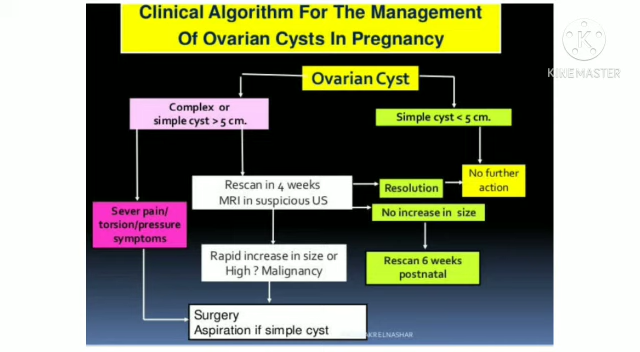 Clinical Algorithm For The Management
Of Ovarian Cysts In Pregnancy
KINEMASTER
Ovarian Cyst
Complex or
simple cyst > 5 cm.
Simple cyst < 5 cm.
Rescan in 4 weeks
MRI in suspicious US
Resolution
No further
action
Sever pain/
torsion/pressure
symptoms
No increase in size
Rapid increase in size or
High ? Malignancy
Rescan 6 weeks
postnatal
Surgery
Aspiration if simple cyst